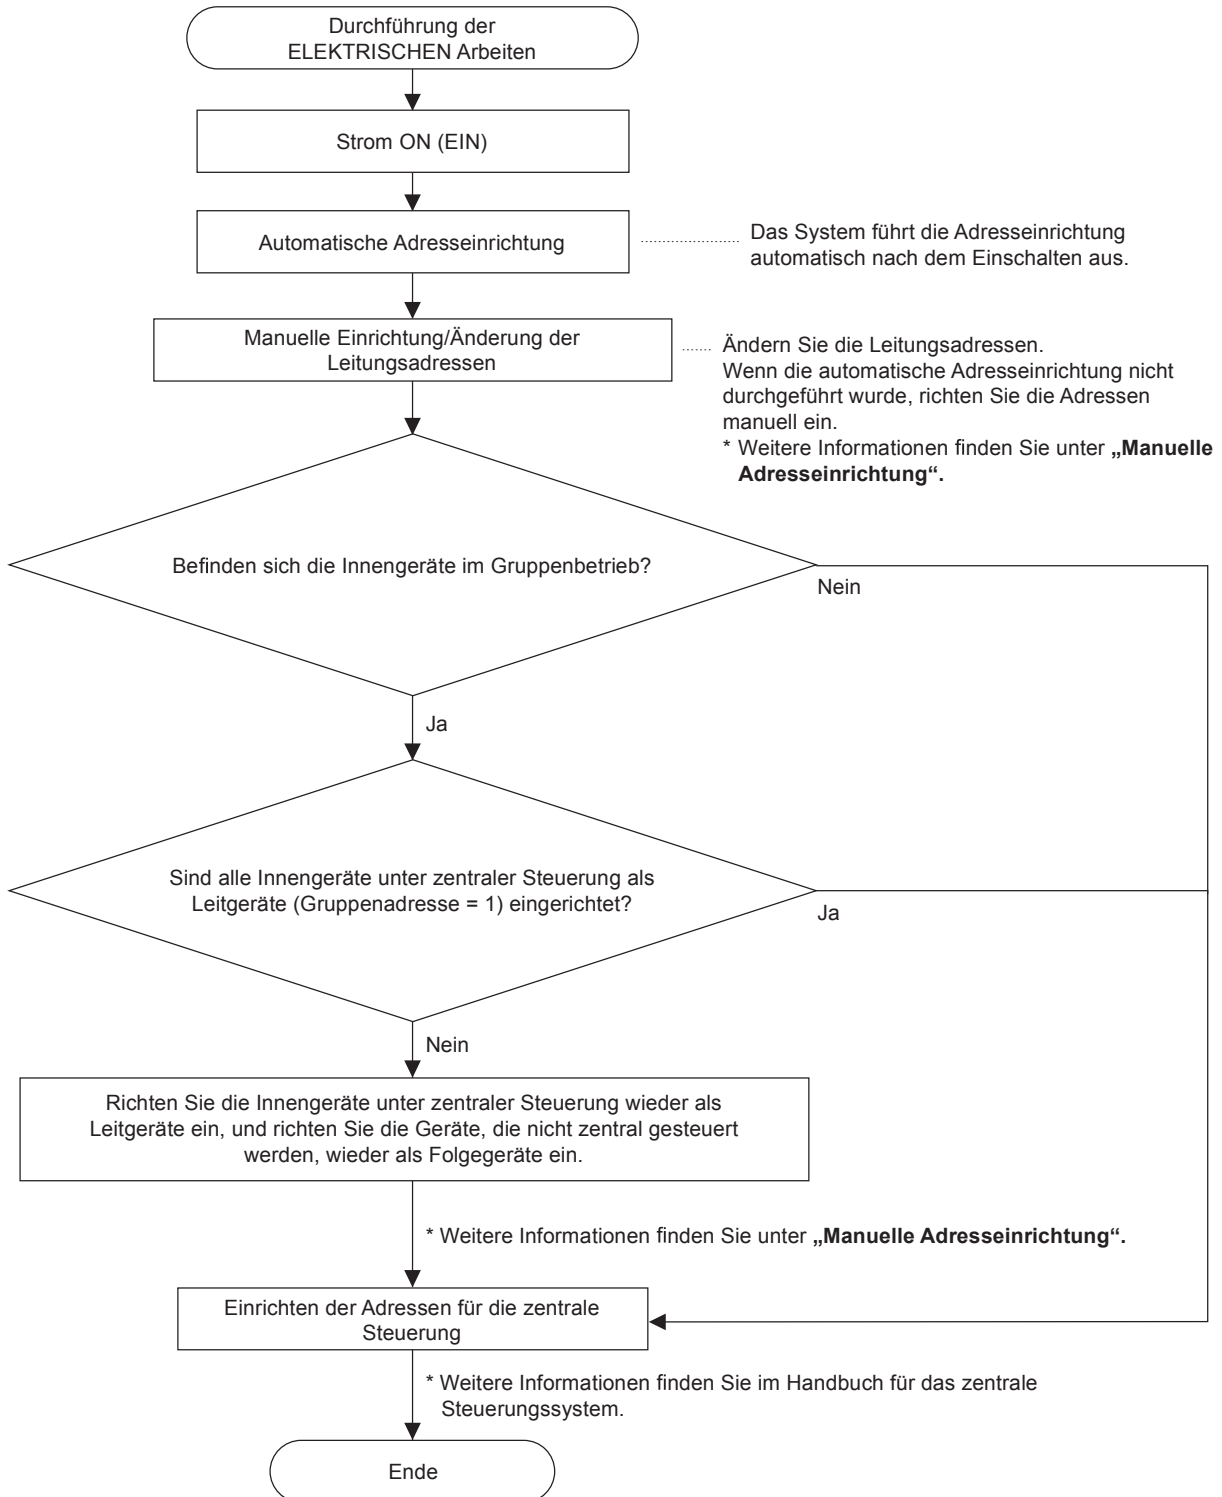 Durchführung der
ELEKTRISCHEN Arbeiten
Strom ON (EIN)
Automatische Adresseinrichtung
Das System führt die Adresseinrichtung
automatisch nach dem Einschalten aus.
Manuelle Einrichtung/Änderung der
Leitungsadressen
Ändern Sie die Leitungsadressen.
Wenn die automatische Adresseinrichtung nicht
durchgeführt wurde, richten Sie die Adressen
manuell ein.
* Weitere Informationen finden Sie unter „Manuelle
Adresseinrichtung“.
Befinden sich die Innengeräte im Gruppenbetrieb?
Nein
Ja
Sind alle Innengeräte unter zentraler Steuerung als
Leitgeräte (Gruppenadresse = 1) eingerichtet?
Ja
Nein
Richten Sie die Innengeräte unter zentraler Steuerung wieder als
Leitgeräte ein, und richten Sie die Geräte, die nicht zentral gesteuert
werden, wieder als Folgegeräte ein.
* Weitere Informationen finden Sie unter „Manuelle Adresseinrichtung“.
Einrichten der Adressen für die zentrale
Steuerung
* Weitere Informationen finden Sie im Handbuch für das zentrale
Steuerungssystem.
Ende